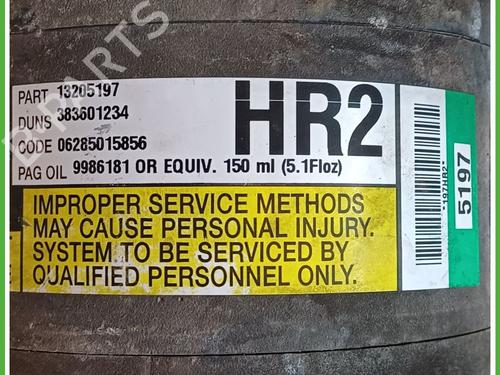 B-PARTS
PART 13205197
DUNS 383601234
CODE 06285015856
HR2
PAG OIL 9986181 OR EQUIV. 150 ml (5.1Floz)
IMPROPER SERVICE METHODS
MAY CAUSE PERSONAL INJURY.
SYSTEM TO BE SERVICED BY
QUALIFIED PERSONNEL ONLY.
*197HR2*
5197